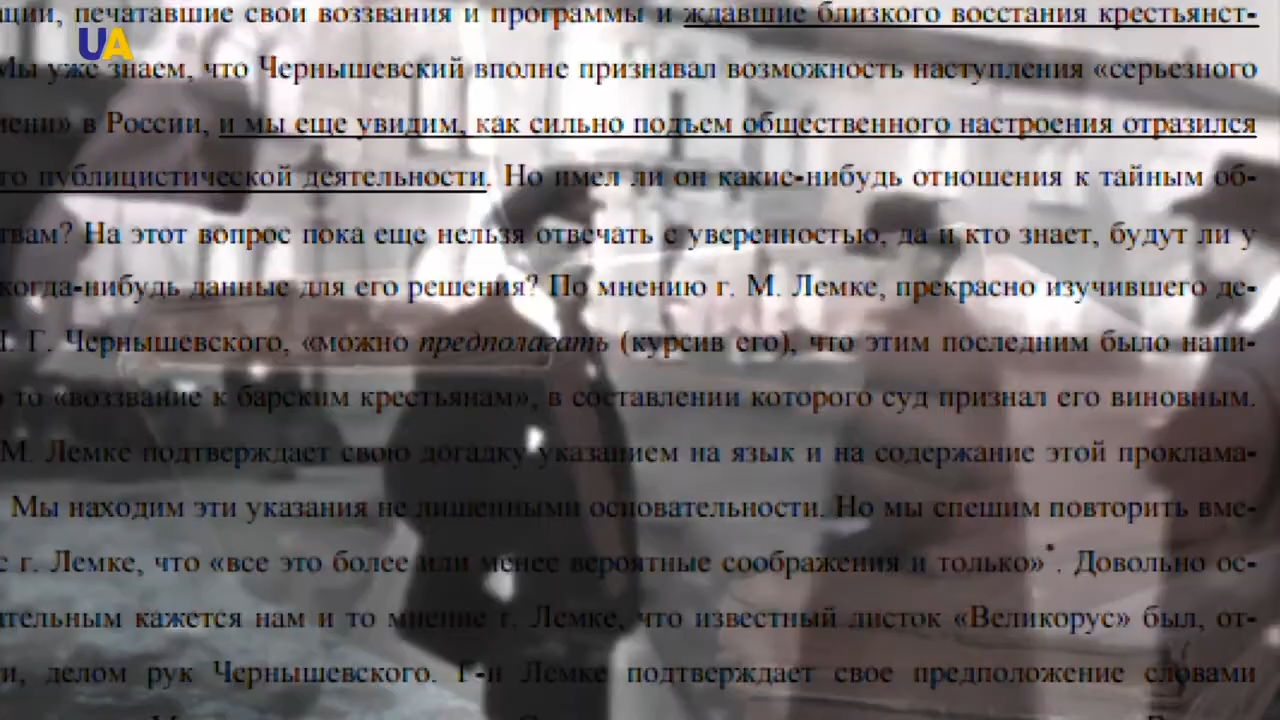 ции, печатавшие свои воззвания и программы и ждавшие близкого восстания крестьянст-
UA
Мы уже знаем, что Чернышевский вполне признавал возможность наступления «серьезного
мени» в России, и мы еще увидим, как сильно подъем общественного настроения отразился
го публицистической деятельности. Но имел ли он какие-нибудь отношения к тайным об-
твам? На этот вопрос пока еще нельзя отвечать с уверенностью, да и кто знает, будут ли у
когда-нибудь данные для его решения? По мнению г. М. Лемке, прекрасно изучившего де-
Н. Г. Чернышевского, «можно предполагать (курсив его), что этим последним было напи-
о то «воззвание к барским крестьянам», в составлении которого суд признал его виновным.
М. Лемке подтверждает свою догадку указанием на язык и на содержание этой проклама-
Мы находим эти указания не лишенными основательности. Но мы спешим повторить вме-
с г. Лемке, что «все это более или менее вероятные соображения и только»*. Довольно ос-
ательным кажется нам и то мнение г. Лемке, что известный листок «Великорус» был, от-
и, делом рук Чернышевского. Г-н Лемке подтверждает свое предположение словами